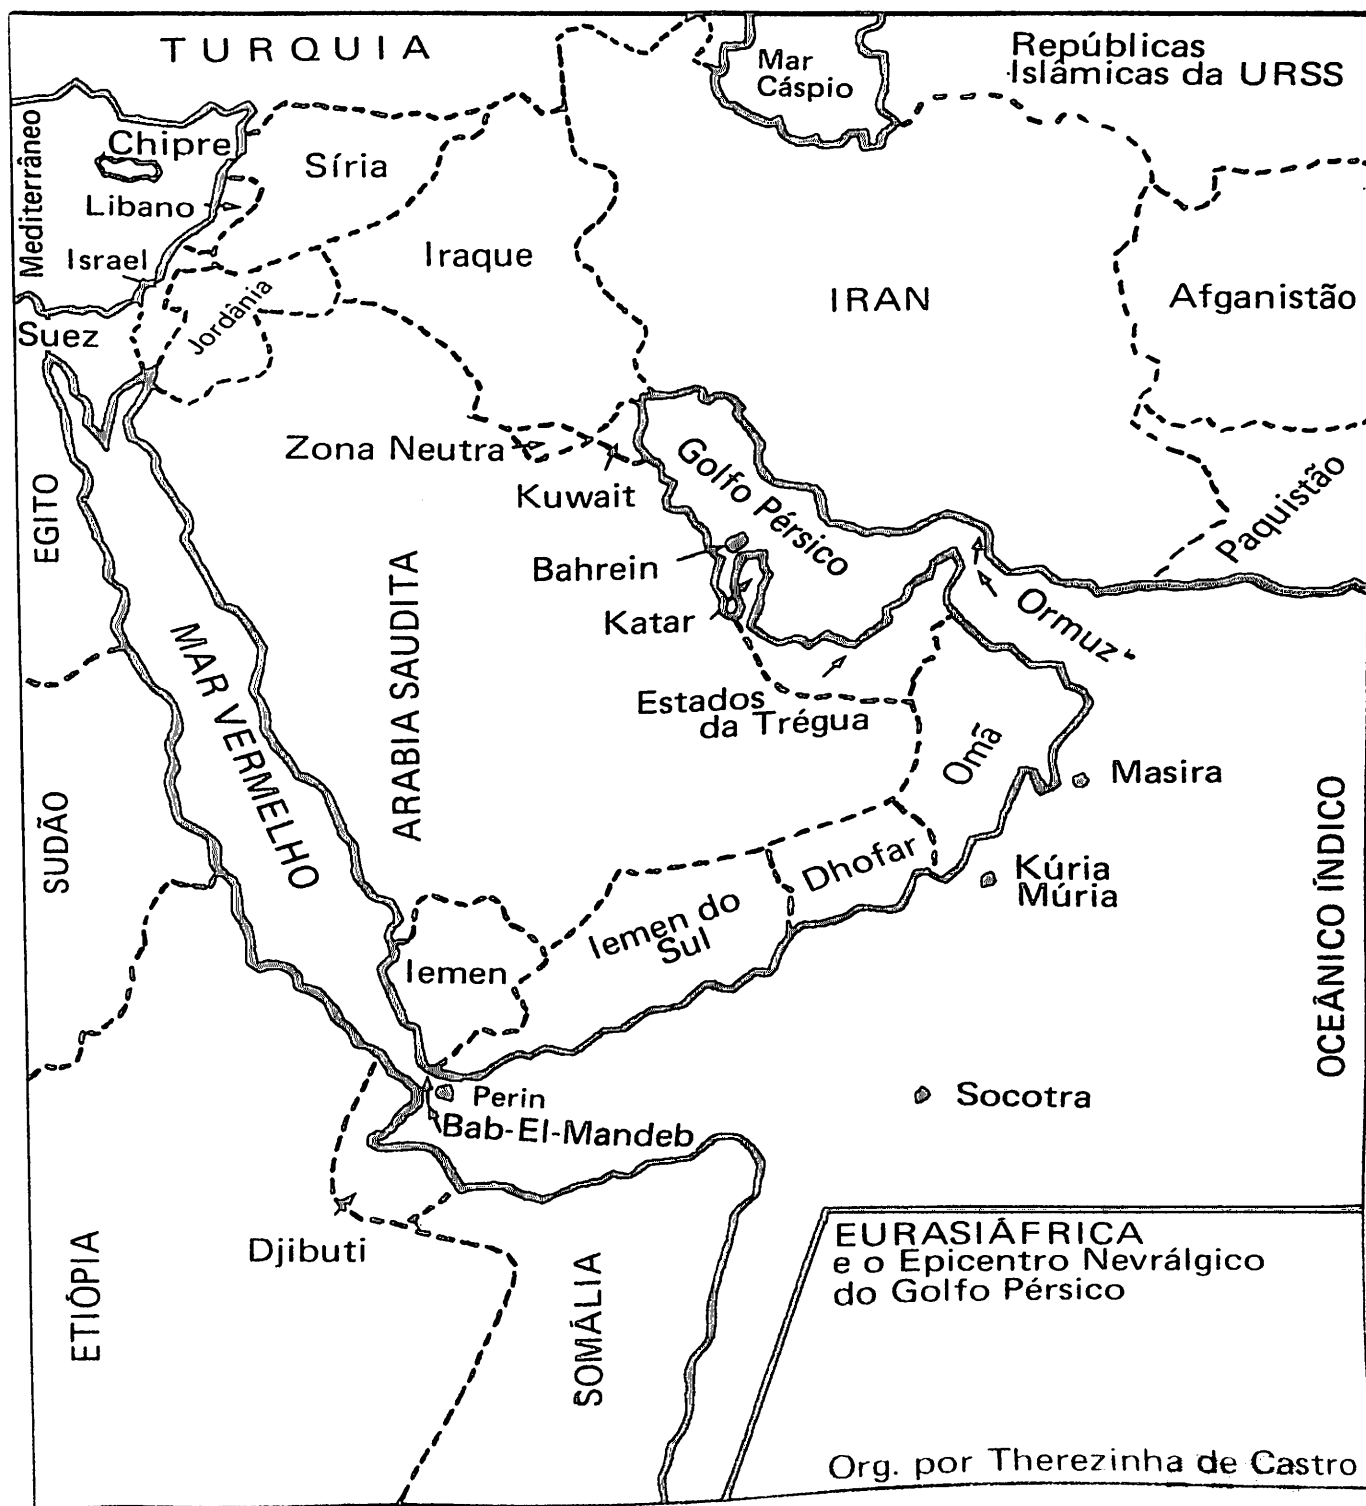 TURQUIA
Mar
Cáspio
Repúblicas
Islâmicas da URSS
Mediterrâneo
Chipre
Síria
Libano
Israel
Iraque
IRAN
Afganistão
Suez
Jordânia
Zona Neutra
Kuwait
Golfo Pérsico
Paquistão
EGITO
Bahrein
Katar
Ormuz
MAR VERMELHO
ARABIA SAUDITA
Estados
da Trégua
Omã
Masira
SUDÃO
Dhofar
Kúria
Múria
OCEÂNICO ÍNDICO
Iemen do
Sul
Iemen
Perin
Bab-El-Mandeb
Socotra
ETIÓPIA
Djibuti
SOMÁLIA
EURASIÁFRICA
e o Epicentro Nevrálgico
do Golfo Pérsico
Org. por Therezinha de Castro